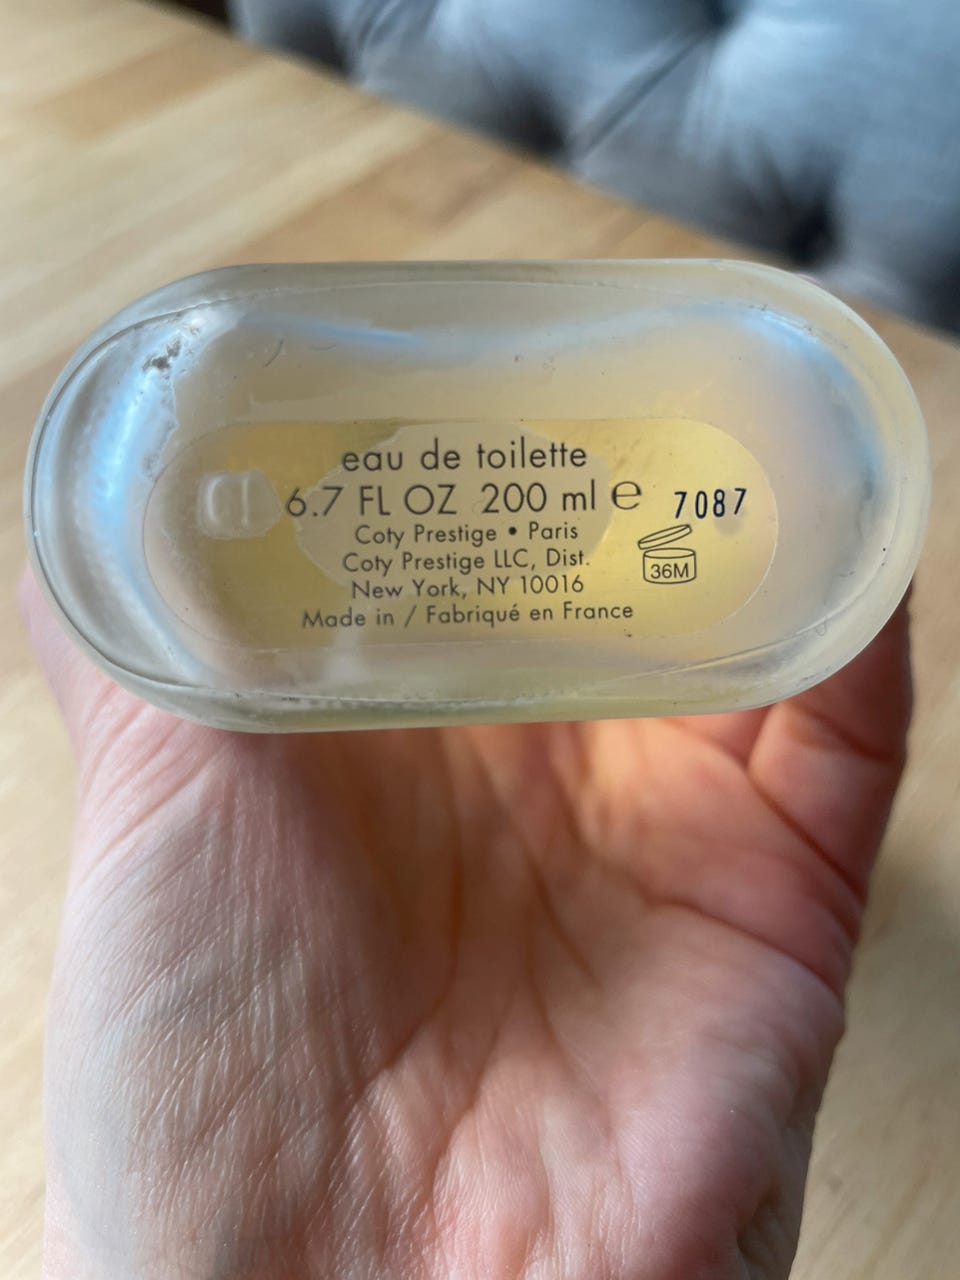 eau de toilette
6.7 FL OZ 200 ml ℮ 7087
Coty Prestige • Paris
Coty Prestige LLC, Dist.
New York, NY 10016
36M
Made in / Fabriqué en France